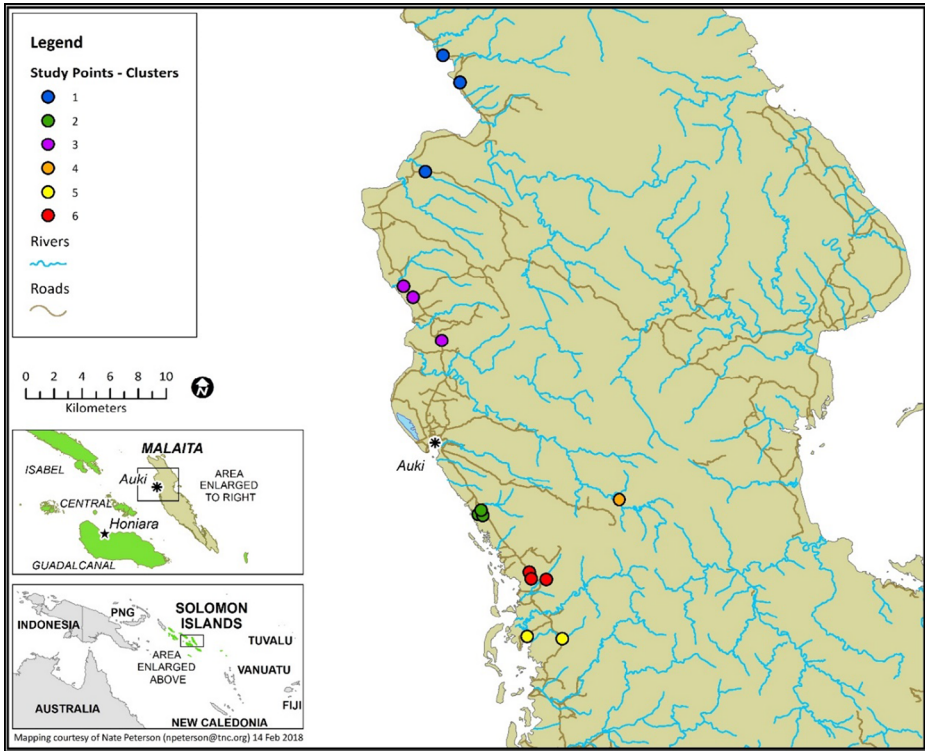 Legend
Study Points - Clusters
1
2
3
4
5
6
Rivers
Roads
0 2 4 6 8 10
Kilometers
N
MALAITA
ISABEL
Auki
AREA
ENLARGED
TO RIGHT
CENTRAL
Honiara
GUADALCANAL
SOLOMON
ISLANDS
PNG
INDONESIA
TUVALU
AREA
ENLARGED
ABOVE
VANUATU
FIJI
AUSTRALIA
NEW CALEDONIA
Mapping courtesy of Nate Peterson (npeterson@tnc.org) 14 Feb 2018
Auki